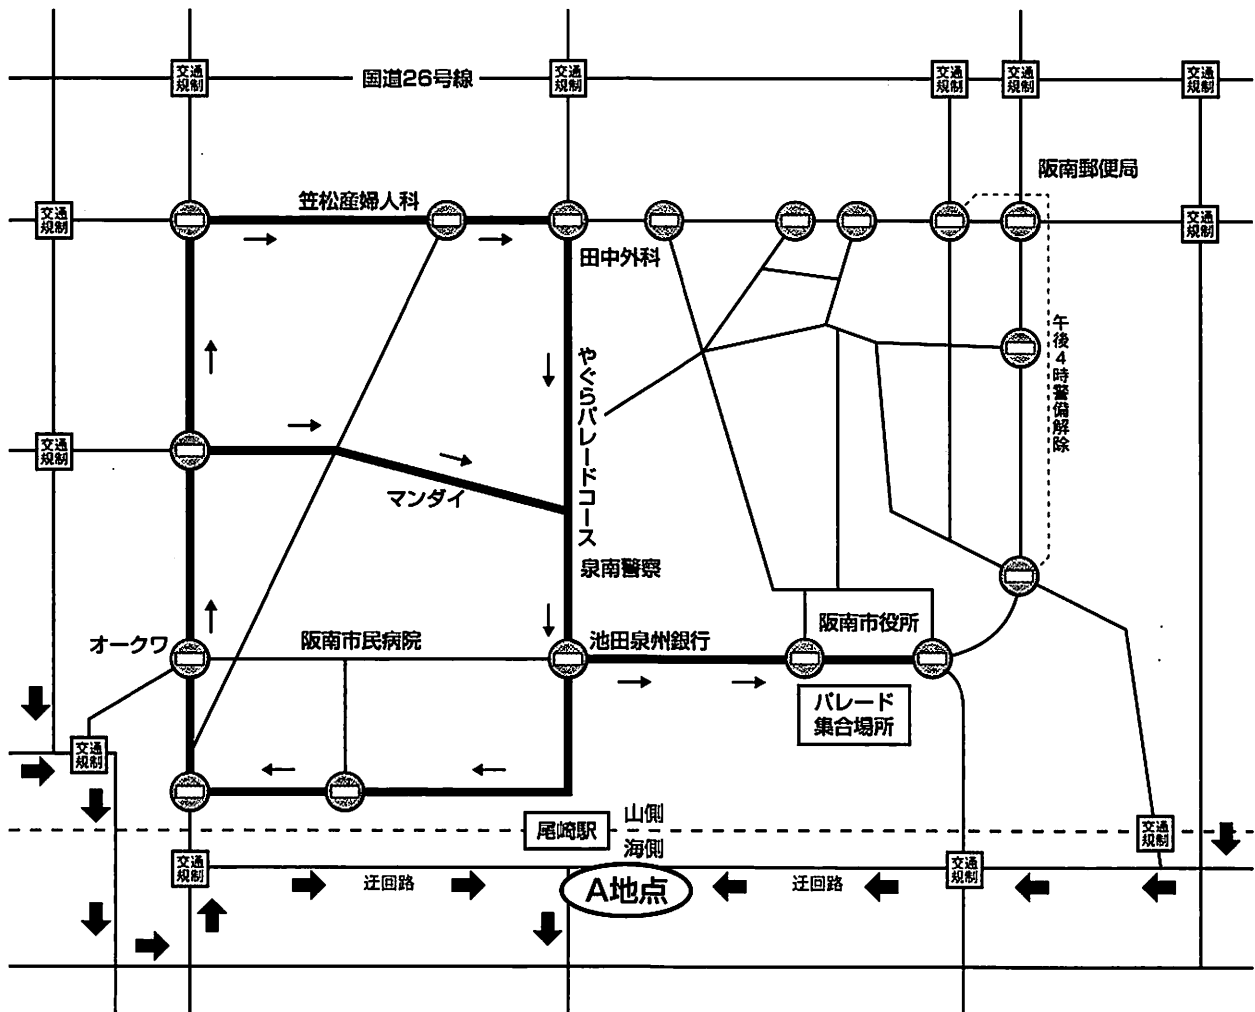 交通
規制
国道26号線
交通
規制
交通
規制
交通
規制
交通
規制
阪南郵便局
交通
規制
笠松産婦人科
交通
規制
田中外科
午後4時警備解除
やぐらパレードコース
交通
規制
マンダイ
泉南警察
オークワ
阪南市民病院
池田泉州銀行
阪南市役所
パレード
集合場所
交通
規制
尾崎駅
山側
海側
交通
規制
交通
規制
迂回路
A地点
迂回路
交通
規制